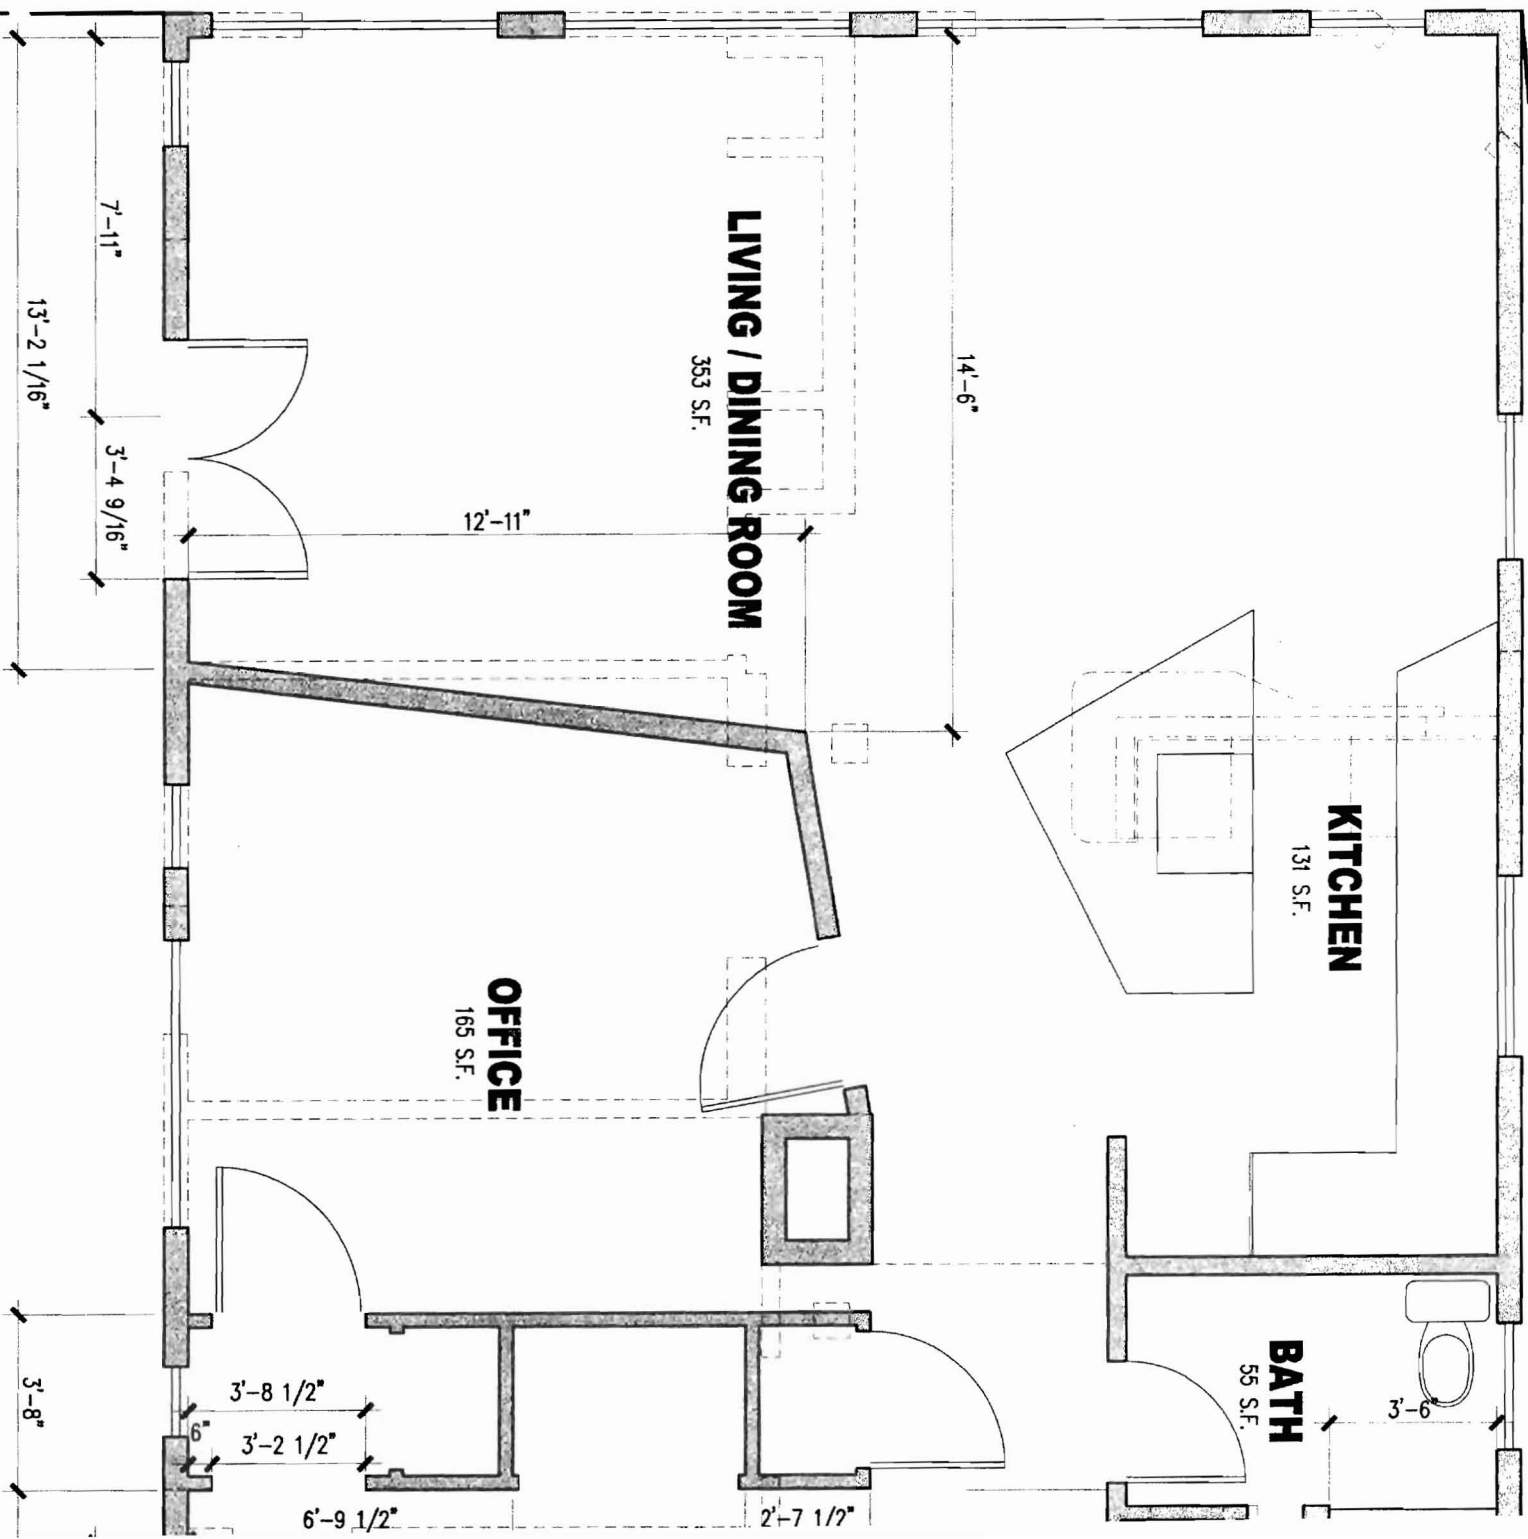 7'-11"
13'-2 1/16"
3'-4 9/16"
12'-11"
14'-6"
LIVING / DINING ROOM
353 S.F.
KITCHEN
131 S.F.
OFFICE
165 S.F.
BATH
55 S.F.
3'-6"
3'-8"
3'-8 1/2"
6"
3'-2 1/2"
6'-9 1/2"
2'-7 1/2"